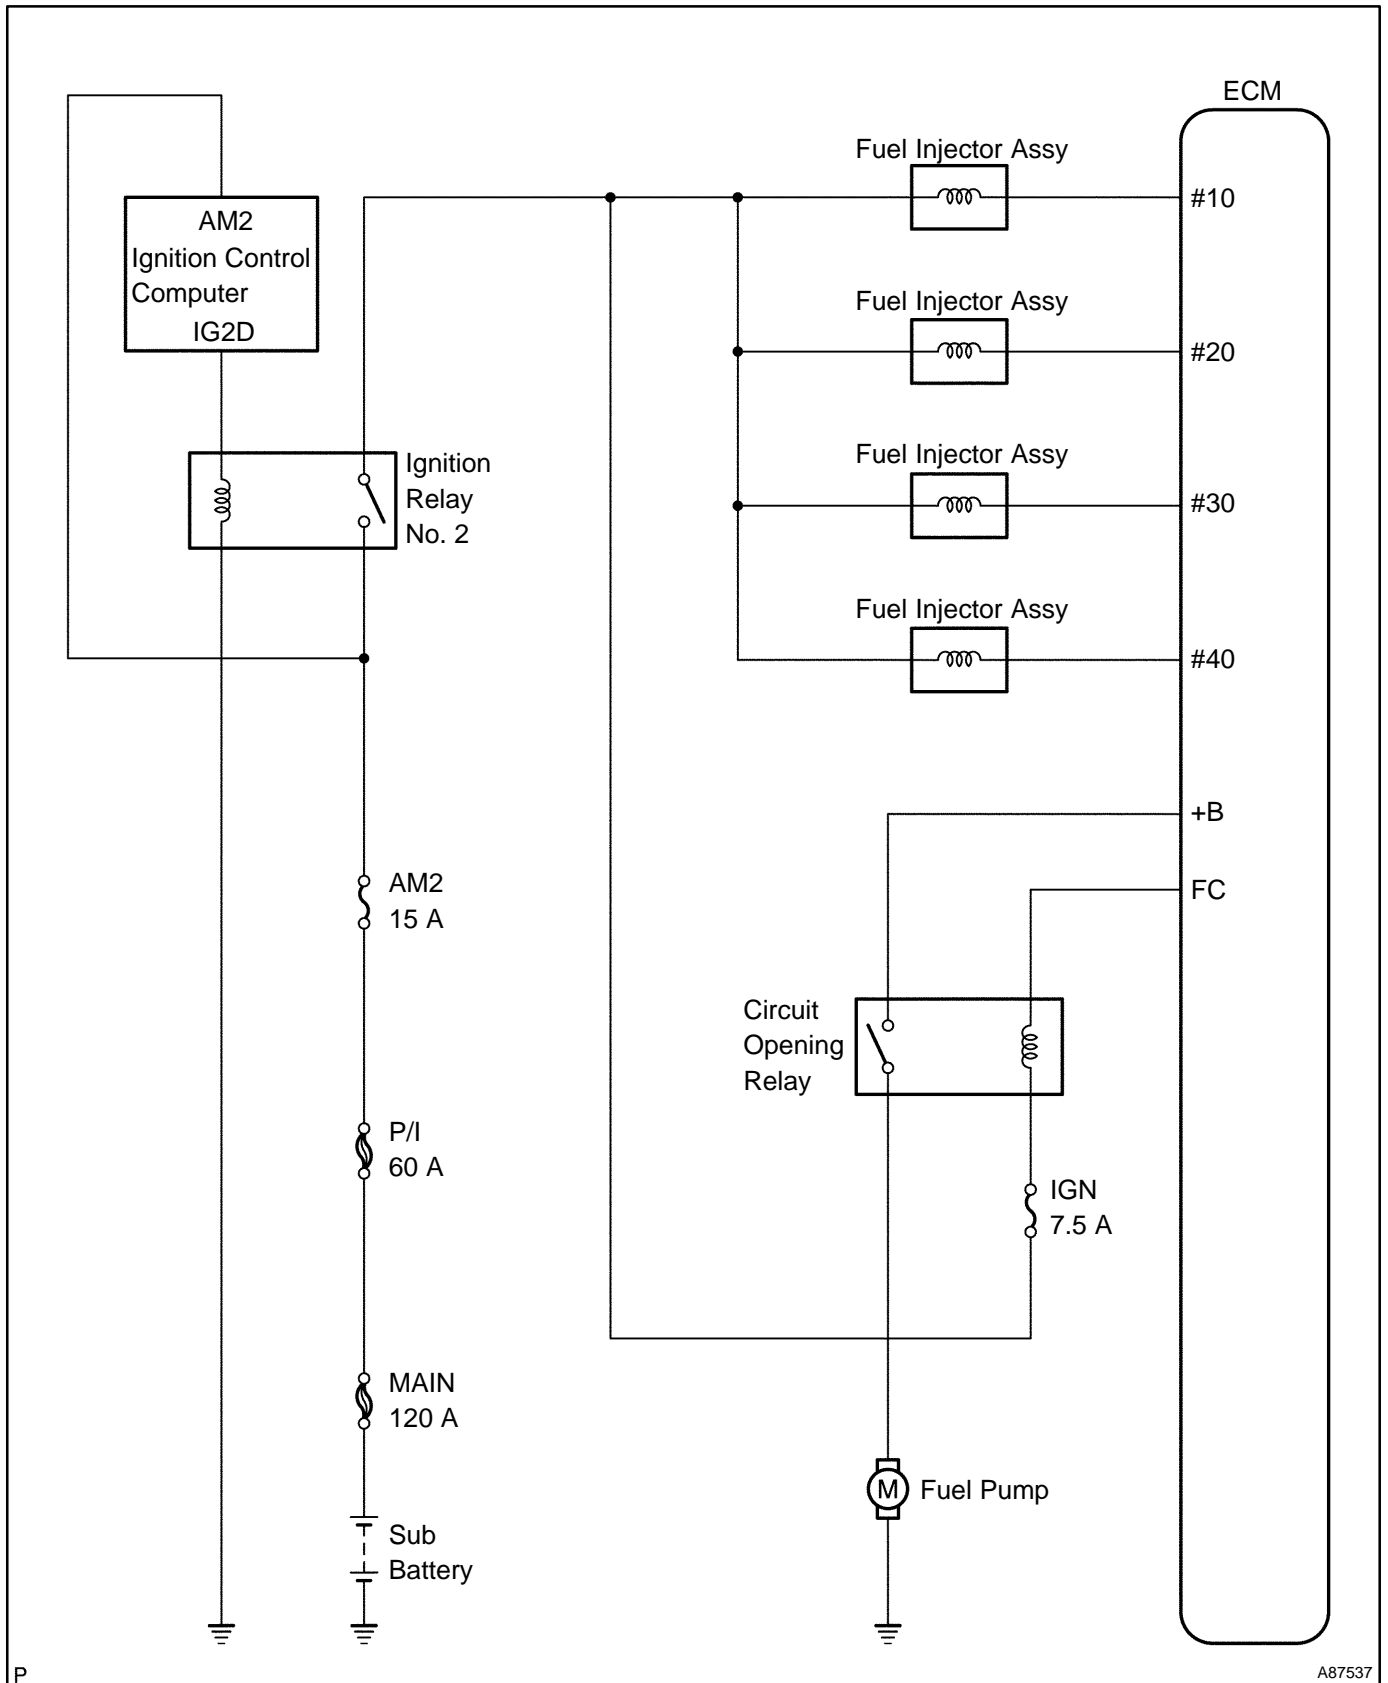 ECM
Fuel Injector Assy
#10
AM2
Ignition Control
Computer
IG2D
Fuel Injector Assy
#20
Ignition
Relay
No. 2
Fuel Injector Assy
#30
Fuel Injector Assy
#40
+B
FC
AM2
15 A
Circuit
Opening
Relay
P/I
60 A
IGN
7.5 A
MAIN
120 A
M
Fuel Pump
Sub
Battery
P
A87537